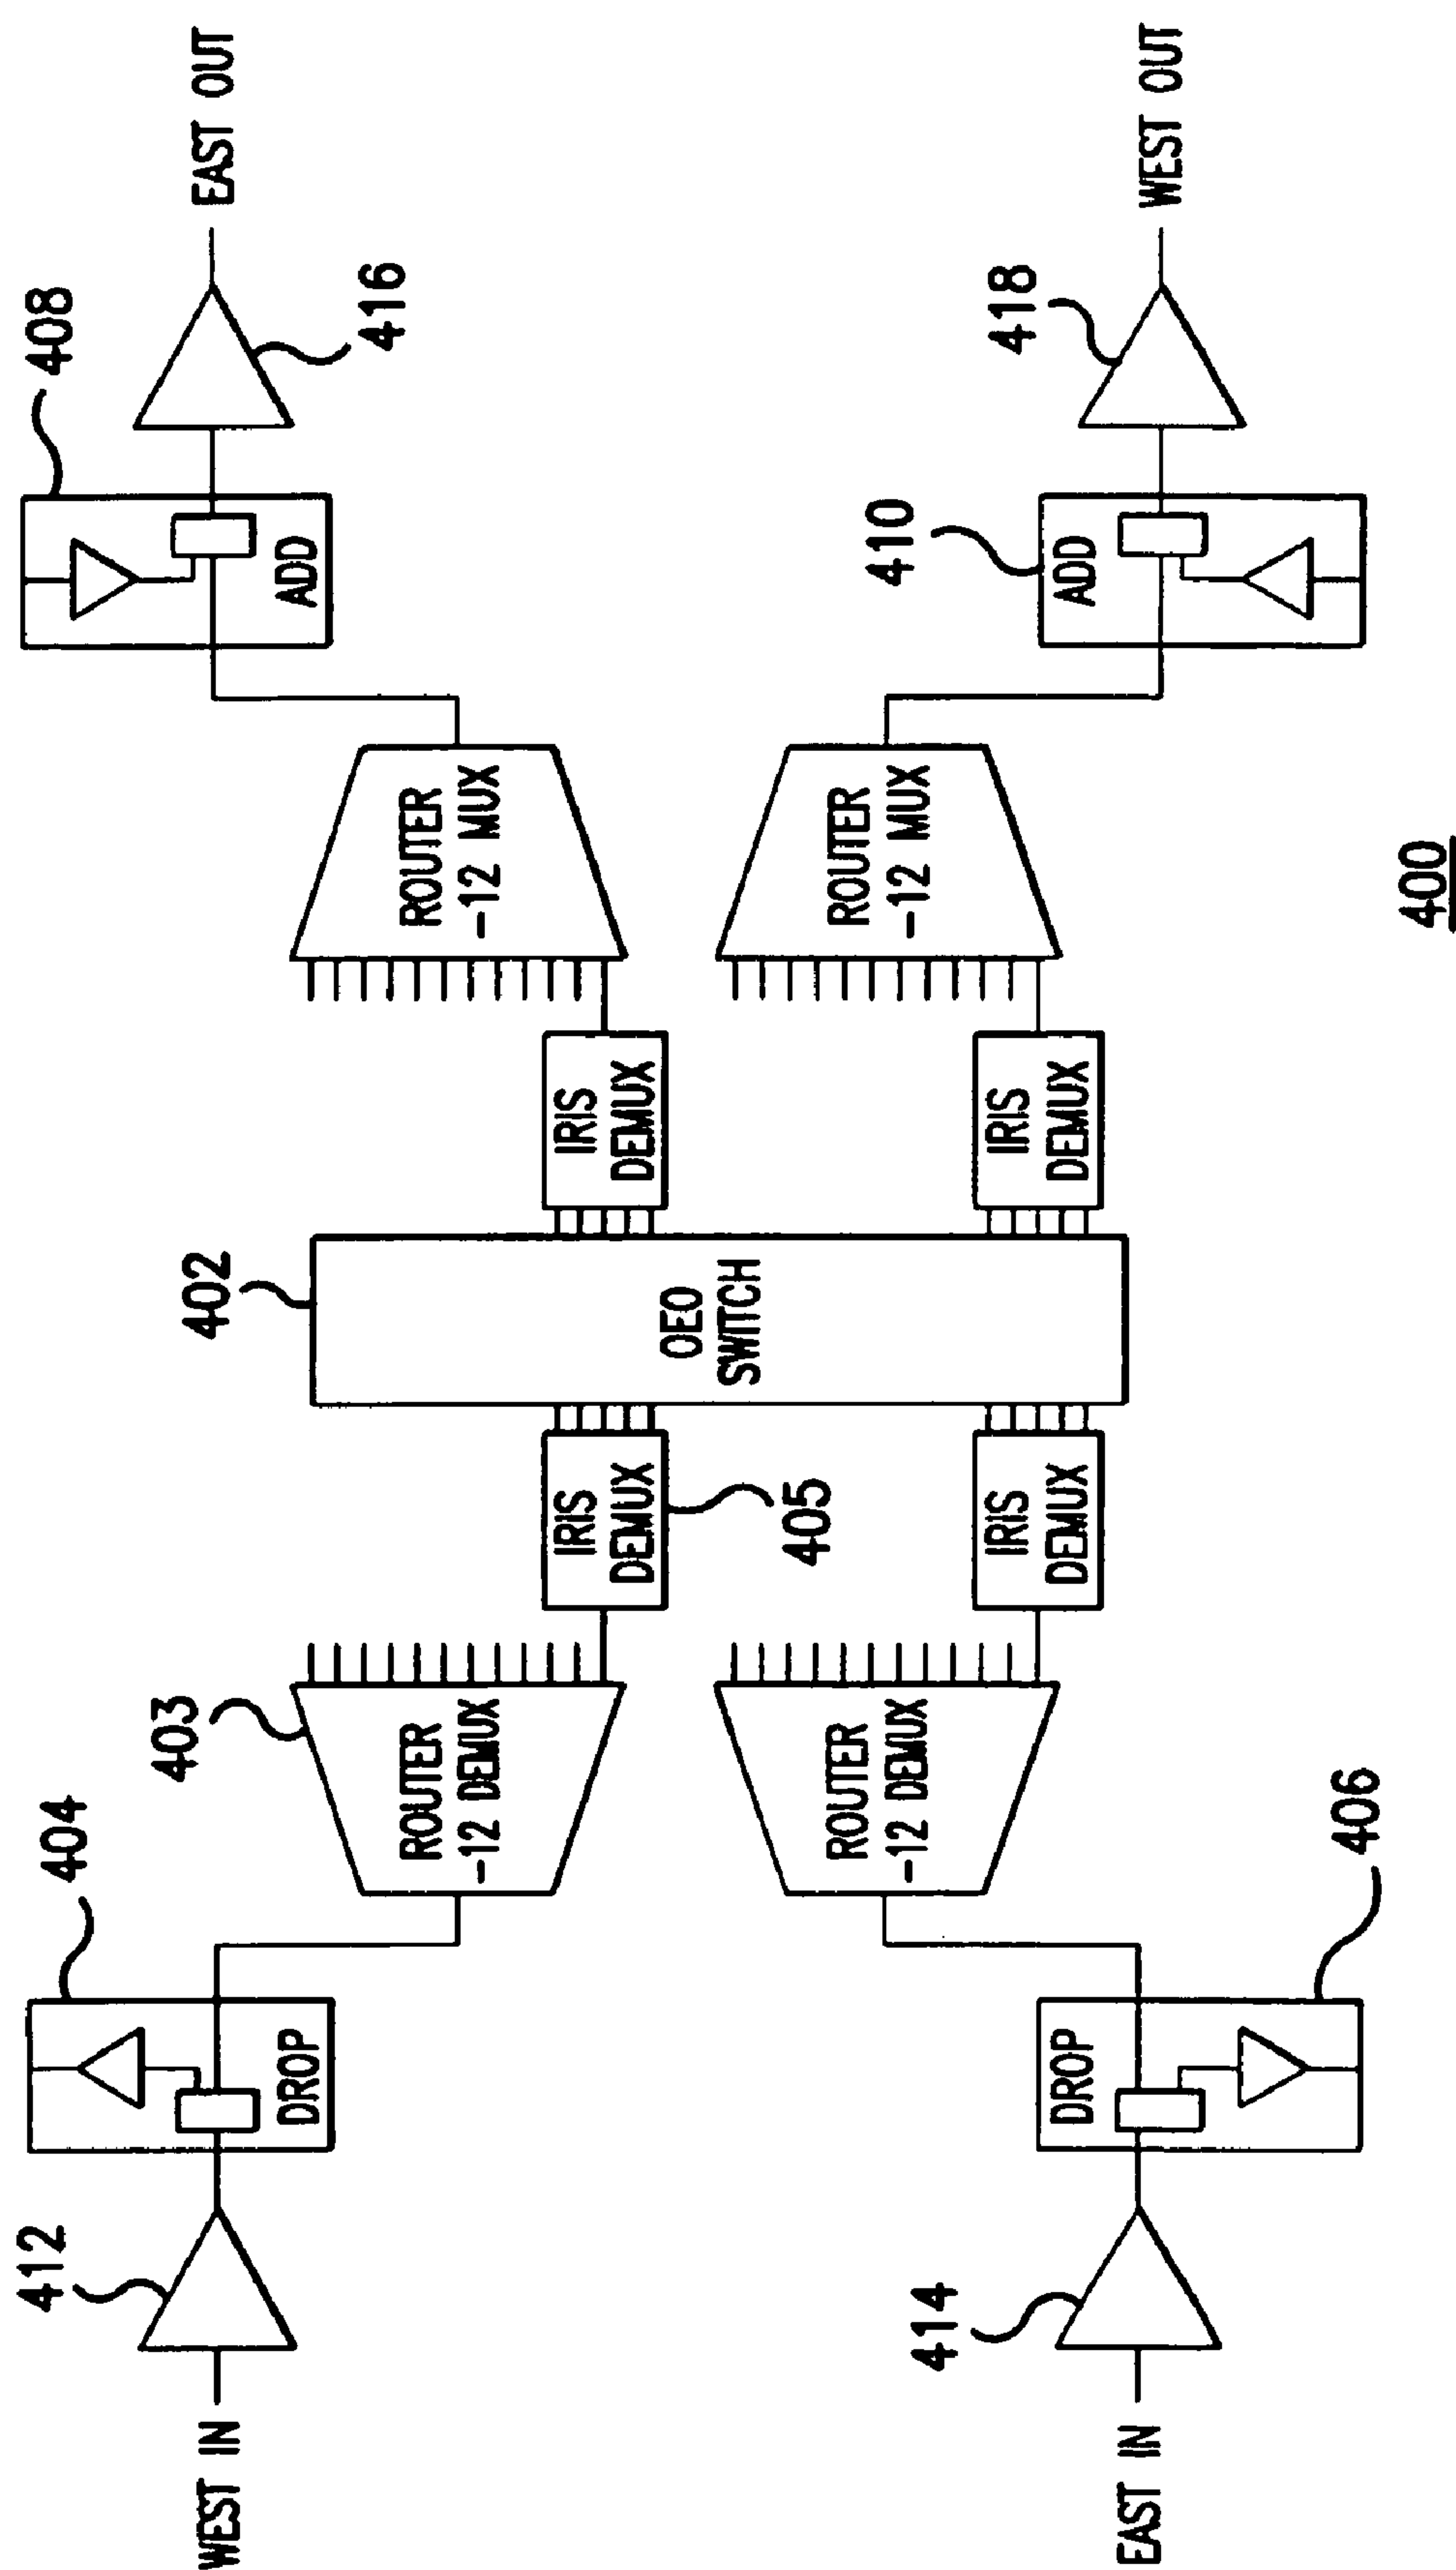 WEST IN
412
404
DROP
403
ROUTER
-12 DEMUX
405
IRIS
DEMUX
402
OEO
SWITCH
IRIS
DEMUX
ROUTER
-12 MUX
408
ADD
416
EAST OUT
EAST IN
414
406
DROP
ROUTER
-12 DEMUX
IRIS
DEMUX
IRIS
DEMUX
ROUTER
-12 MUX
410
ADD
418
WEST OUT
400